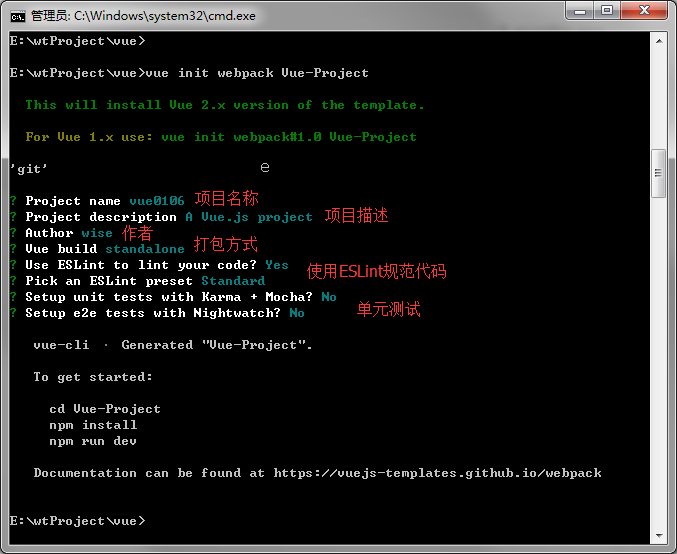 管理员: C:\Windows\system32\cmd.exe
E:\wtProject\vue>
E:\wtProject\vue>vue init webpack Vue-Project
This will install Vue 2.x version of the template.
For Vue 1.x use: vue init webpack#1.0 Vue-Project
'git' e
? Project name vue0106 项目名称
? Project description A Vue.js project 项目描述
? Author wise 作者
? Vue build standalone 打包方式
? Use ESLint to lint your code? Yes 使用ESLint规范代码
? Pick an ESLint preset Standard
? Setup unit tests with Karma + Mocha? No 单元测试
? Setup e2e tests with Nightwatch? No
vue-cli · Generated "Vue-Project".
To get started:
cd Vue-Project
npm install
npm run dev
Documentation can be found at https://vuejs-templates.github.io/webpack
E:\wtProject\vue>